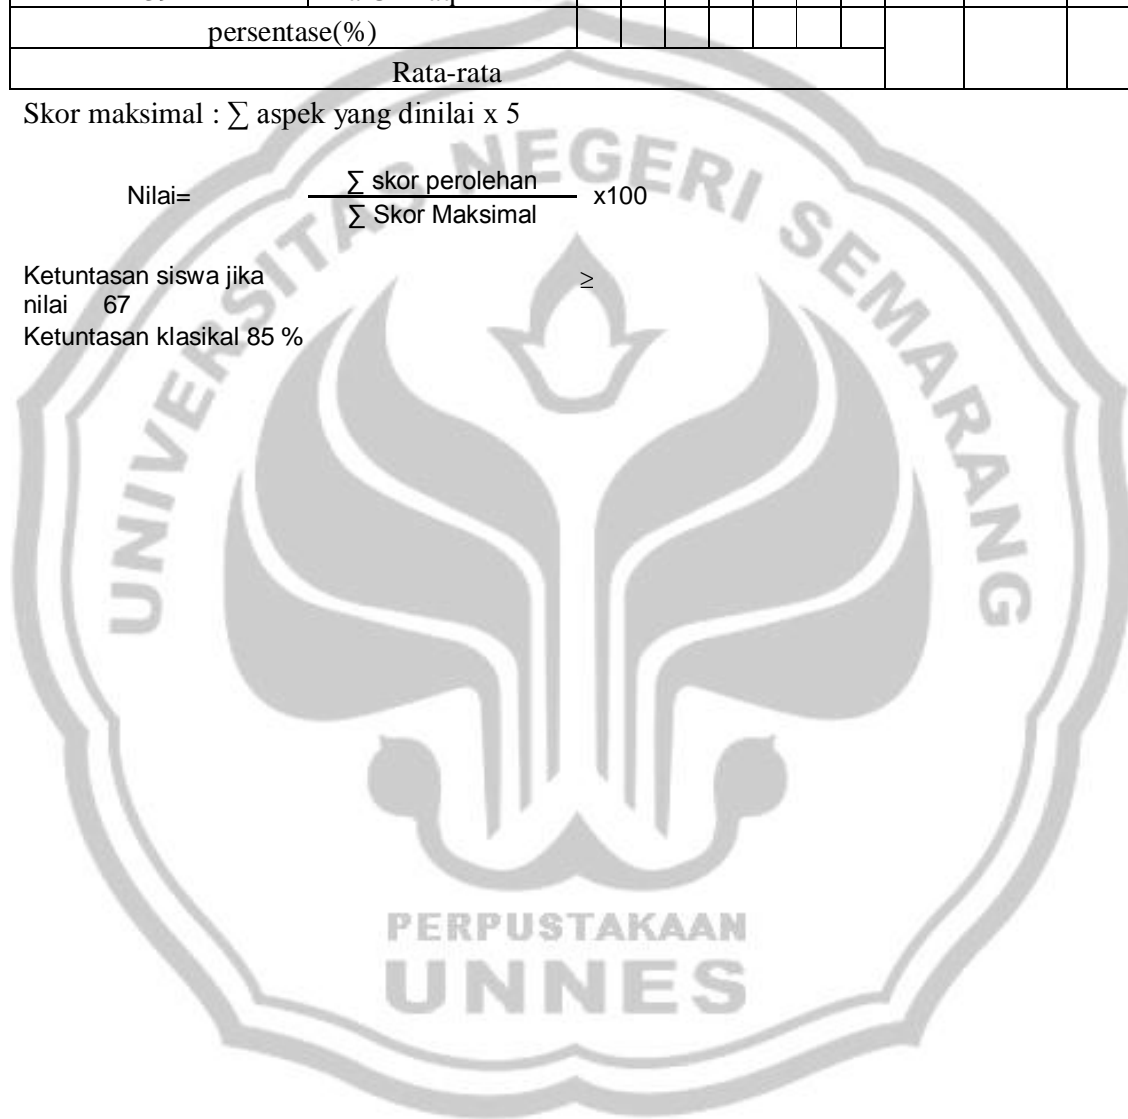 persentase(%)
Rata-rata
Skor maksimal : ∑ aspek yang dinilai x 5
Nilai= ∑ skor perolehan x100
∑ Skor Maksimal
Ketuntasan siswa jika ≥
nilai 67
Ketuntasan klasikal 85 %
UNIVERSITAS NEGERI SEMARANG
PERPUSTAKAAN
UNNES